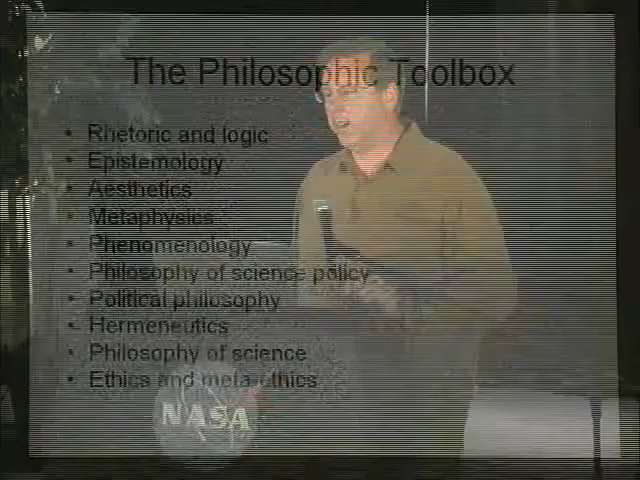 The Philosophic Toolbox
• Rhetoric and logic
• Epistemology
• Aesthetics
• Metaphysics
• Phenomenology
• Philosophy of science policy
• Political philosophy
• Hermeneutics
• Philosophy of science
• Ethics and meta-ethics
NASA